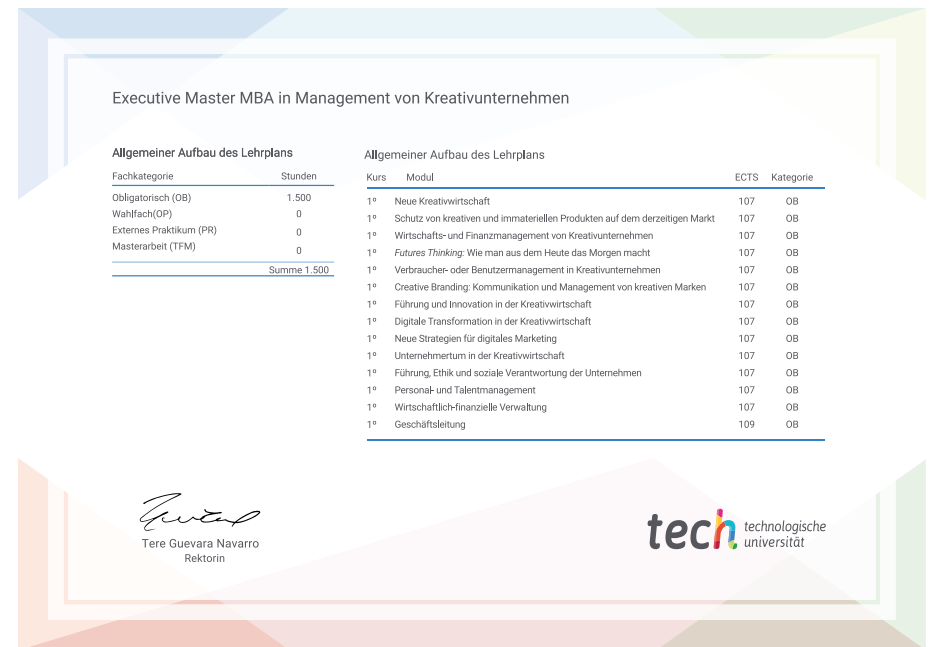 Executive Master MBA in Management von Kreativunternehmen
Allgemeiner Aufbau des Lehrplans
Fachkategorie Stunden
Obligatorisch (OB) 1.500
Wahlfach(OP) 0
Externes Praktikum (PR) 0
Masterarbeit (TFM) 0
Summe 1.500
Allgemeiner Aufbau des Lehrplans
Kurs Modul ECTS Kategorie
1º Neue Kreativwirtschaft 107 OB
1º Schutz von kreativen und immateriellen Produkten auf dem derzeitigen Markt 107 OB
1º Wirtschafts- und Finanzmanagement von Kreativunternehmen 107 OB
1º Futures Thinking: Wie man aus dem Heute das Morgen macht 107 OB
1º Verbraucher- oder Benutzermanagement in Kreativunternehmen 107 OB
1º Creative Branding: Kommunikation und Management von kreativen Marken 107 OB
1º Führung und Innovation in der Kreativwirtschaft 107 OB
1º Digitale Transformation in der Kreativwirtschaft 107 OB
1º Neue Strategien für digitales Marketing 107 OB
1º Unternehmertum in der Kreativwirtschaft 107 OB
1º Führung, Ethik und soziale Verantwortung der Unternehmen 107 OB
1º Personal- und Talentmanagement 107 OB
1º Wirtschaftlich-finanzielle Verwaltung 107 OB
1º Geschäftsleitung 109 OB
Tere Guevara Navarro
Rektorin
tech technologische
universität